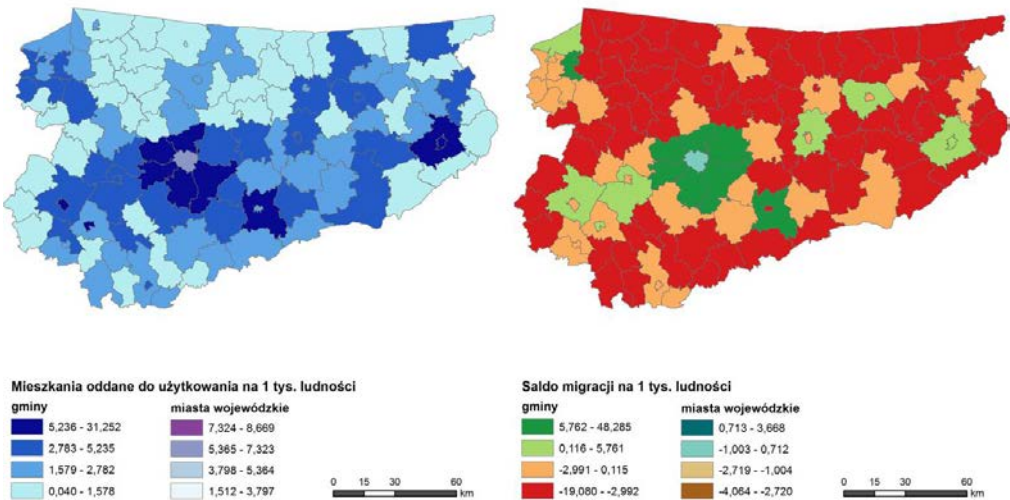 Mieszkania oddane do użytkowania na 1 tys. ludności
gminy
5,236 - 31,252
2,783 - 5,235
1,579 - 2,782
0,040 - 1,578
miasta wojewódzkie
7,324 - 8,669
5,365 - 7,323
3,798 - 5,364
1,512 - 3,797
0 30 60
km
Saldo migracji na 1 tys. ludności
gminy
5,762 - 48,285
0,116 - 5,761
-2,991 - 0,115
-19,080 - -2,992
miasta wojewódzkie
0,713 - 3,668
-1,003 - 0,712
-2,719 - -1,004
-4,064 - -2,720
0 30 60
km